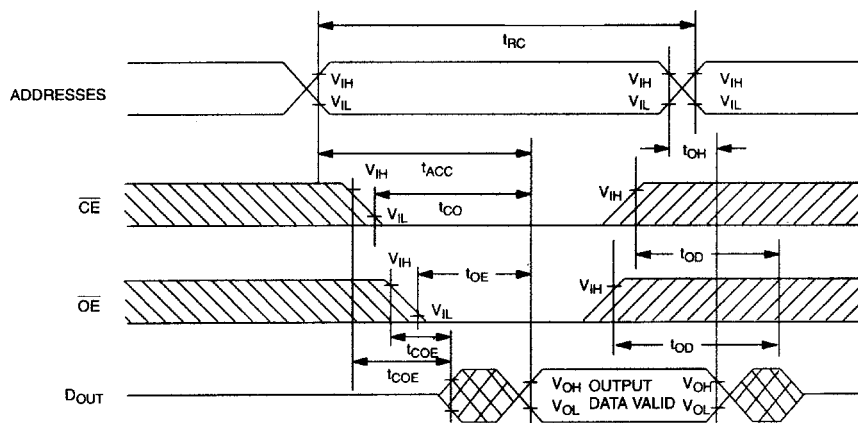 tRC
ADDRESSES
VIH VIH VIH
VIL VIL VIL
tOH
tACC
VIH
VIH
CE
tCO
VIL
tOD
VIH
tOE
VIH
OE
VIL
tCOE
tOD
tCOE
DOUT
VOH OUTPUT VOH
VOL DATA VALID VOL